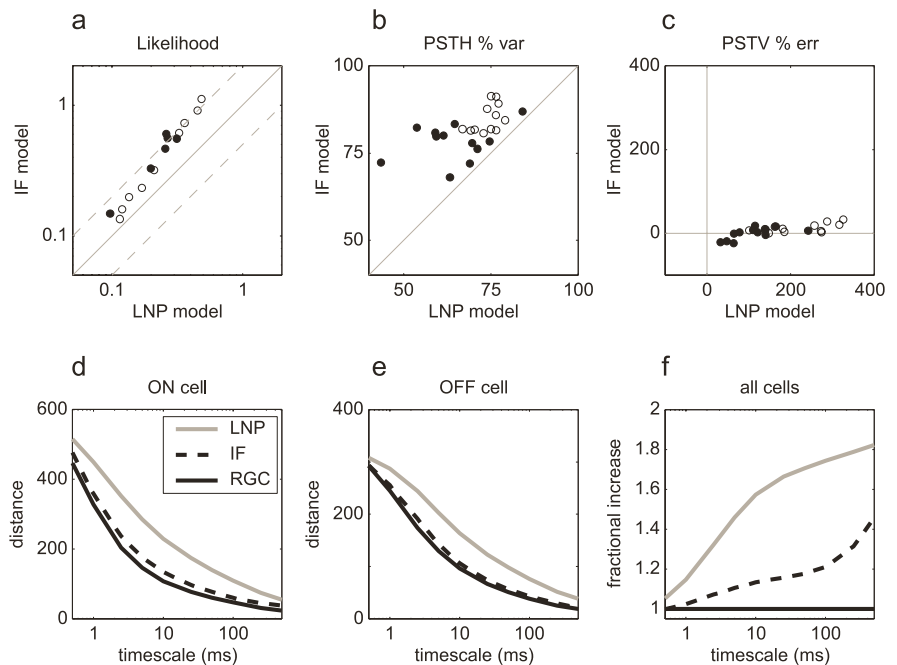 a
b
c
Likelihood
PSTH % var
PSTV % err
1
0.1
IF model
0.1
1
LNP model
100
75
50
IF model
50
75
100
LNP model
400
200
0
IF model
0
200
400
LNP model
d
e
f
ON cell
OFF cell
all cells
600
400
200
0
distance
LNP
IF
RGC
1
10
100
timescale (ms)
400
200
0
distance
1
10
100
timescale (ms)
2
1.8
1.6
1.4
1.2
1
fractional increase
1
10
100
timescale (ms)